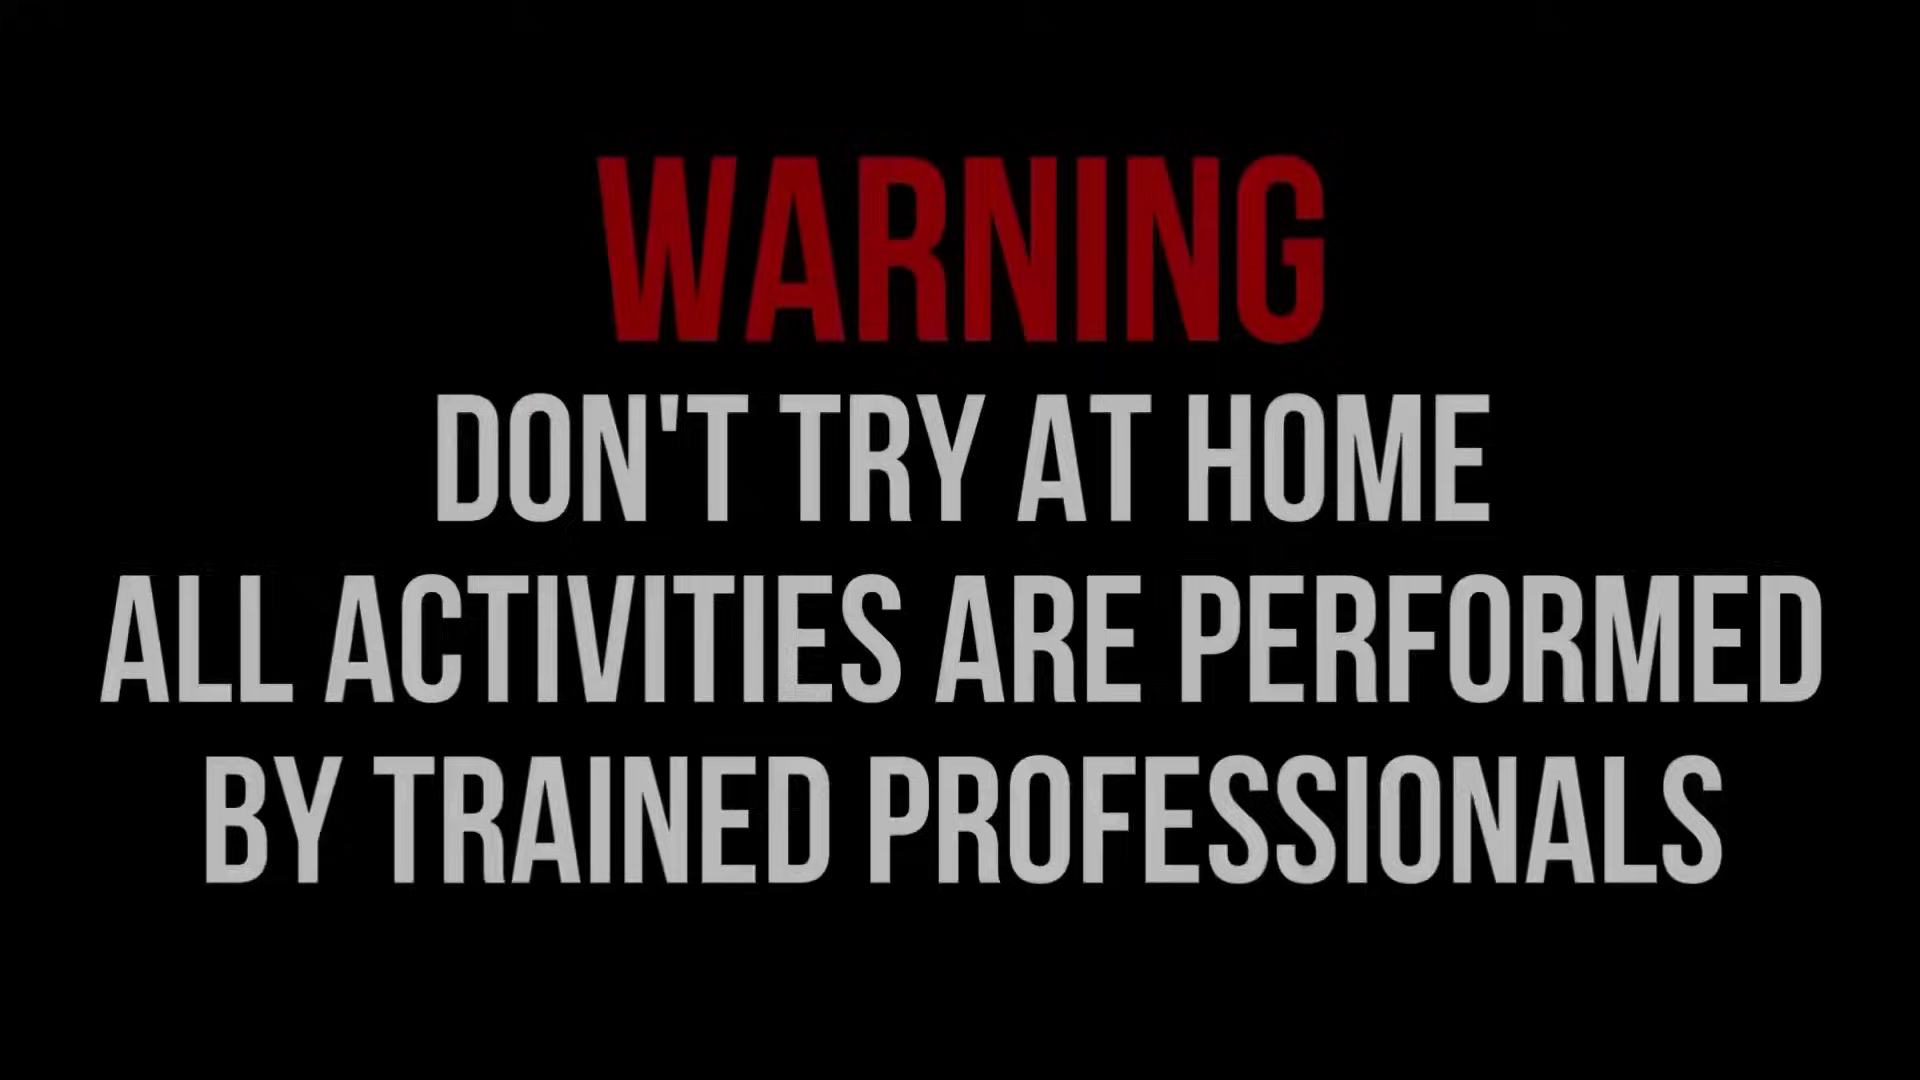 WARNING
DON'T TRY AT HOME
ALL ACTIVITIES ARE PERFORMED
BY TRAINED PROFESSIONALS